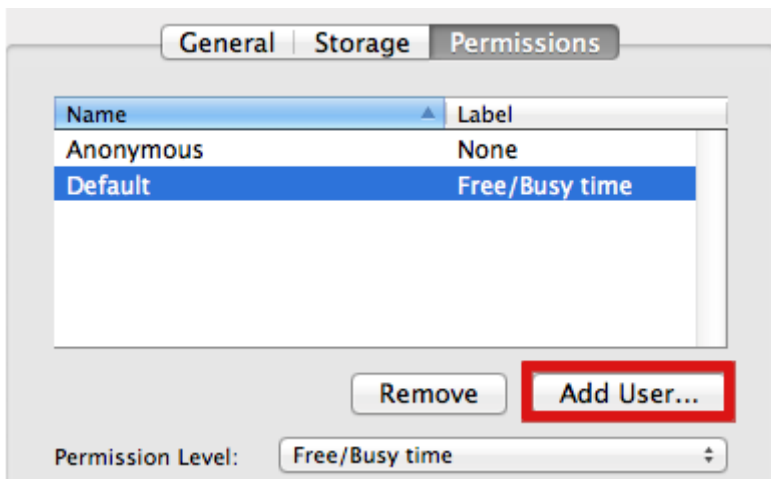 General Storage Permissions
Name Label
Anonymous None
Default Free/Busy time
Remove Add User...
Permission Level: Free/Busy time